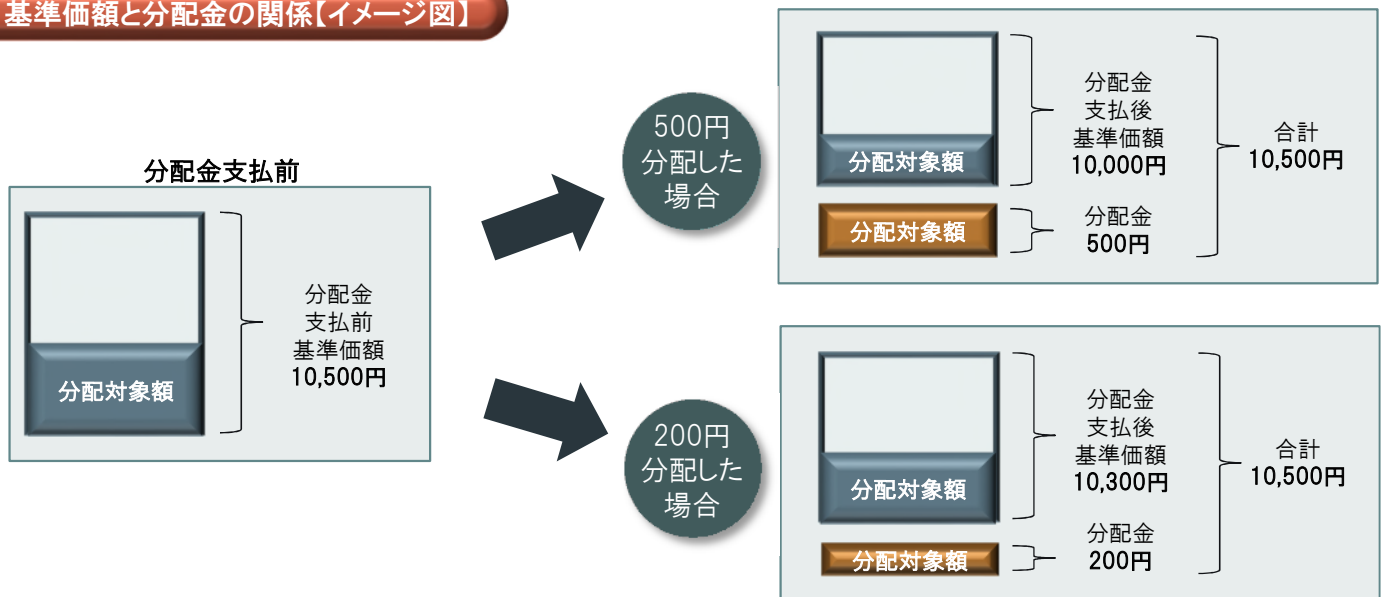 基準価額と分配金の関係【イメージ図】
分配金支払前
分配対象額
分配金
支払前
基準価額
10,500円
500円
分配した
場合
分配対象額
分配金
支払後
基準価額
10,000円
分配対象額
分配金
500円
合計
10,500円
200円
分配した
場合
分配対象額
分配金
支払後
基準価額
10,300円
分配対象額
分配金
200円
合計
10,500円